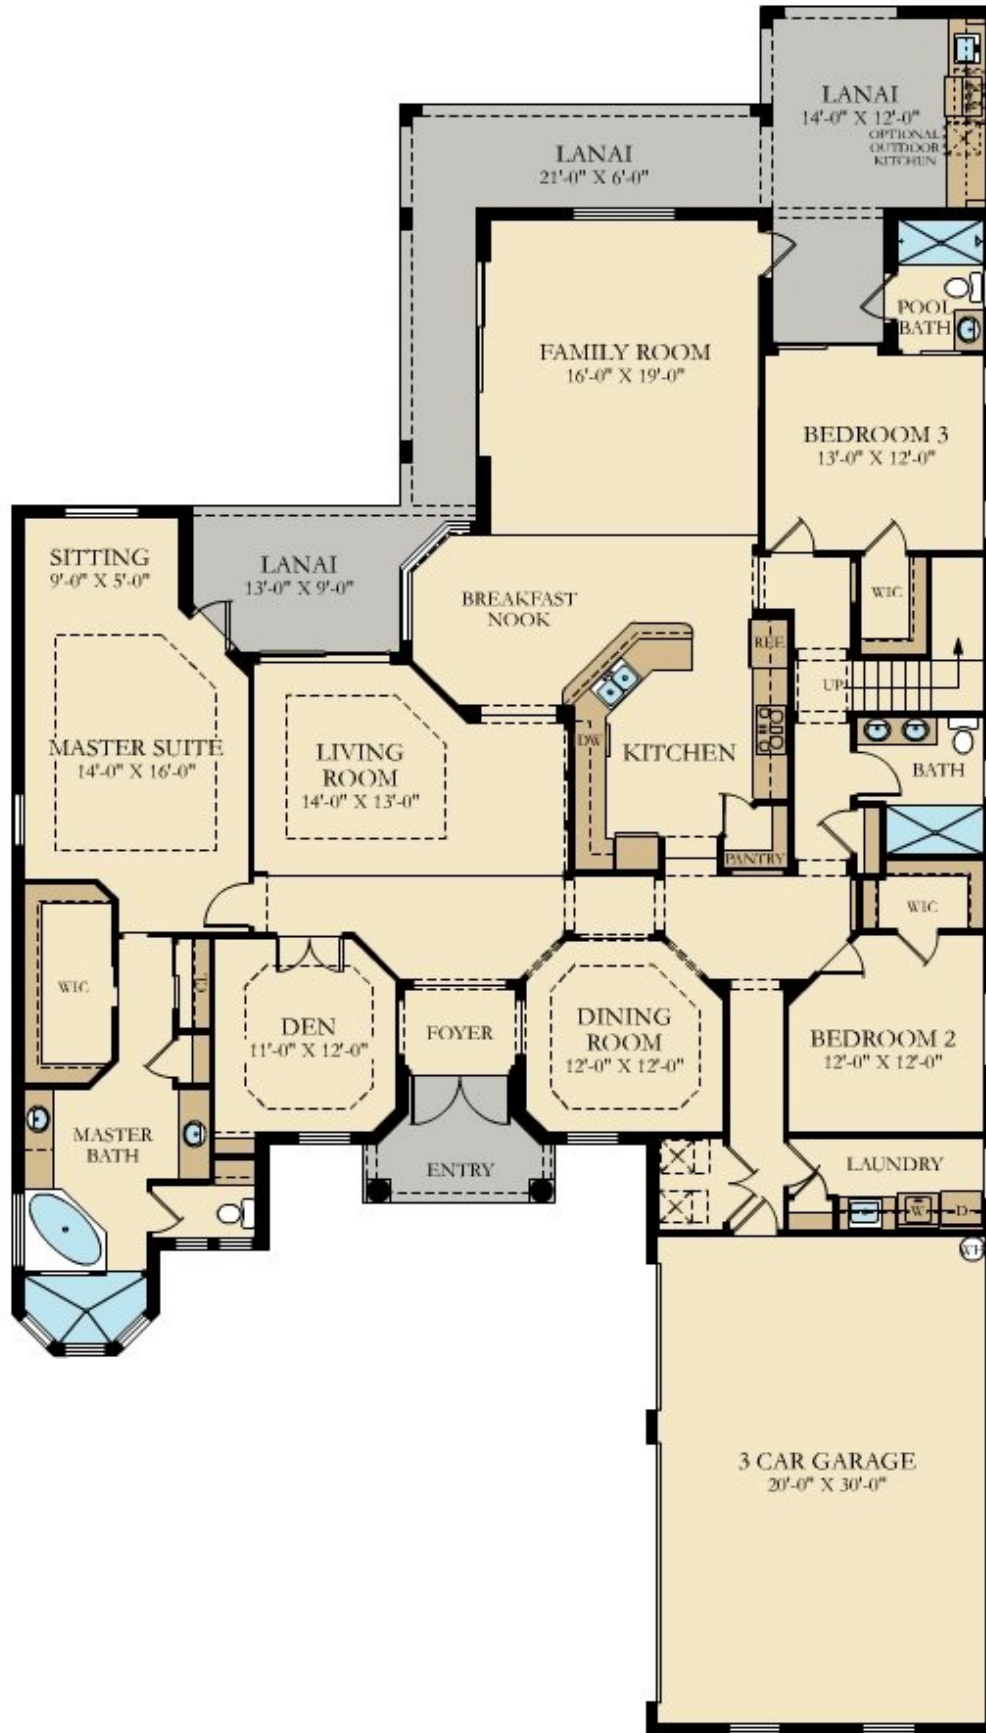 LANAI
14'-0" X 12'-0"
OPTIONAL
OUTDOOR
KITCHEN
LANAI
21'-0" X 6'-0"
POOL
BATH
FAMILY ROOM
16'-0" X 19'-0"
BEDROOM 3
13'-0" X 12'-0"
SITTING
9'-0" X 5'-0"
LANAI
13'-0" X 9'-0"
BREAKFAST
NOOK
WIC
REF.
UP
MASTER SUITE
14'-0" X 16'-0"
LIVING
ROOM
14'-0" X 13'-0"
DW
KITCHEN
BATH
PANTRY
WIC
WIC
CL
DEN
11'-0" X 12'-0"
FOYER
DINING
ROOM
12'-0" X 12'-0"
BEDROOM 2
12'-0" X 12'-0"
MASTER
BATH
ENTRY
LAUNDRY
W
D
WH
3 CAR GARAGE
20'-0" X 30'-0"